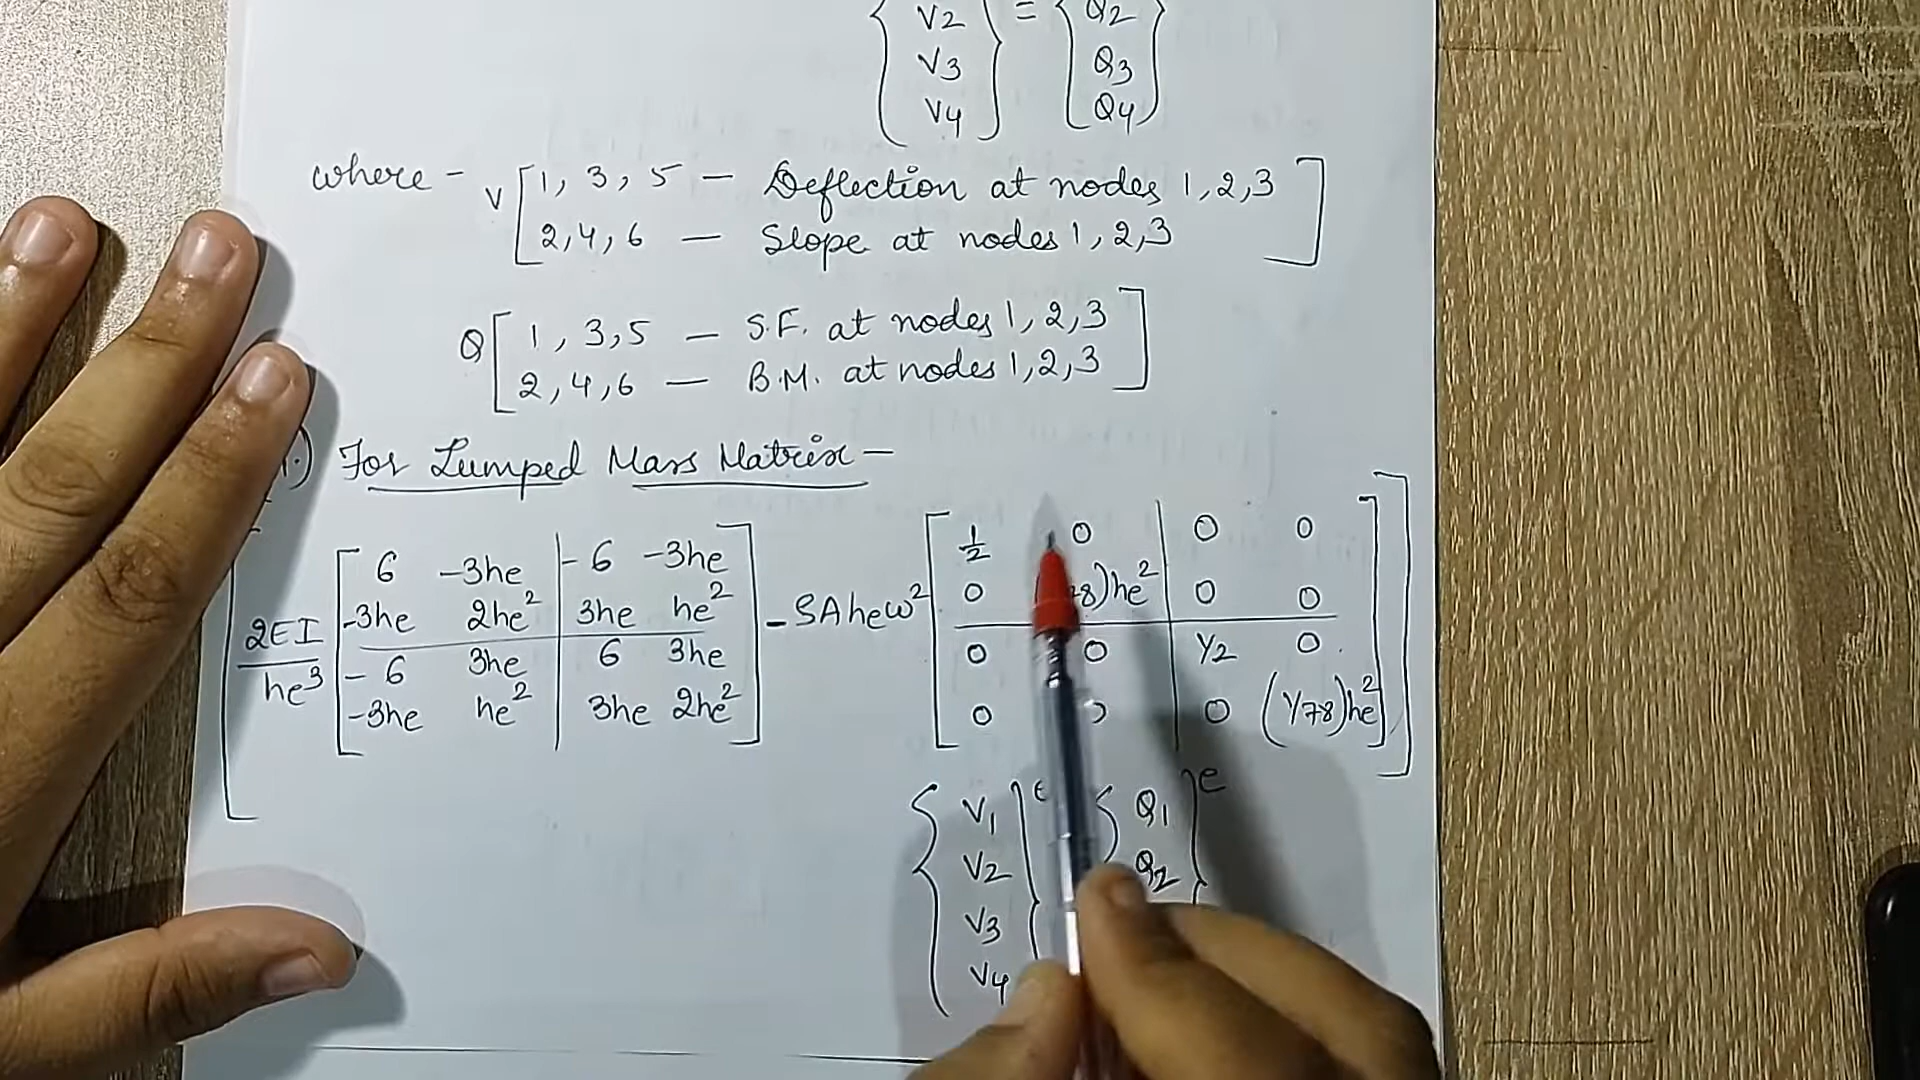 V2 = Q2
V3 Q3
V4 Q4
where - V [ 1, 3, 5 — Deflection at nodes 1,2,3
2,4,6 — Slope at nodes 1,2,3 ]
Q [ 1, 3,5 — S.F. at nodes 1,2,3
2,4,6 — B.M. at nodes 1,2,3 ]
.) For Lumped Mass Matrix —
6 -3he -6 -3he 1/2 0 0 0
2EI/he³ -3he 2he² 3he he² - SAheω² 0 8)he² 0 0
-6 3he 6 3he 0 0 1/2 0
-3he he² 3he 2he² 0 0 (1/78)he²
V1 e Q1 e
V2 Q2
V3
V4